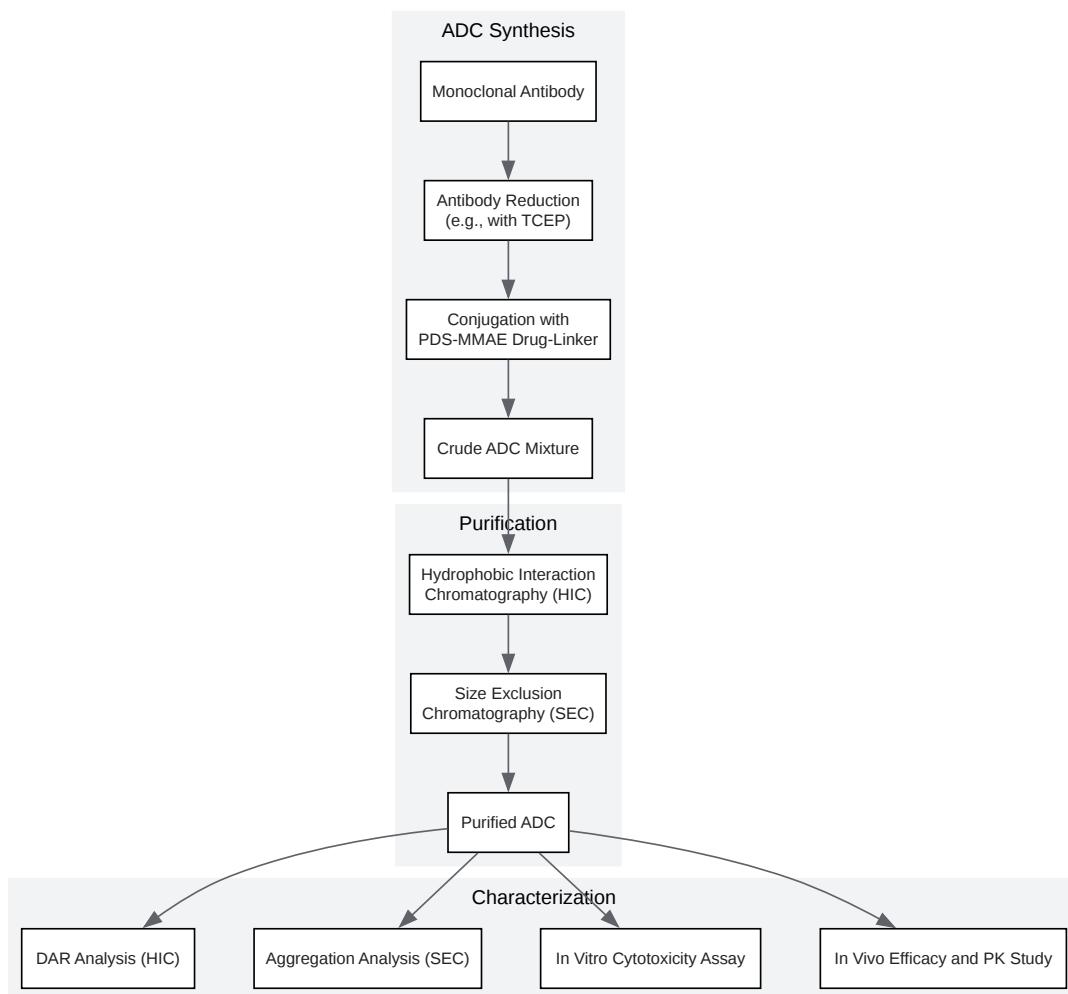 ADC Synthesis
Monoclonal Antibody
Antibody Reduction
(e.g., with TCEP)
Conjugation with
PDS-MMAE Drug-Linker
Crude ADC Mixture
Purification
Hydrophobic Interaction
Chromatography (HIC)
Size Exclusion
Chromatography (SEC)
Purified ADC
Characterization
DAR Analysis (HIC)
Aggregation Analysis (SEC)
In Vitro Cytotoxicity Assay
In Vivo Efficacy and PK Study